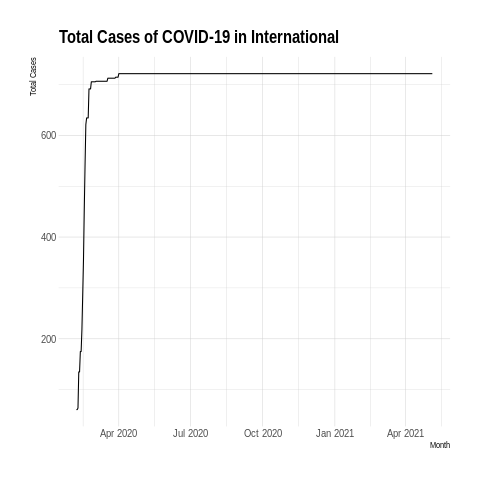 Total Cases of COVID-19 in International
Total Cases
600
400
200
Apr 2020 Jul 2020 Oct 2020 Jan 2021 Apr 2021
Month